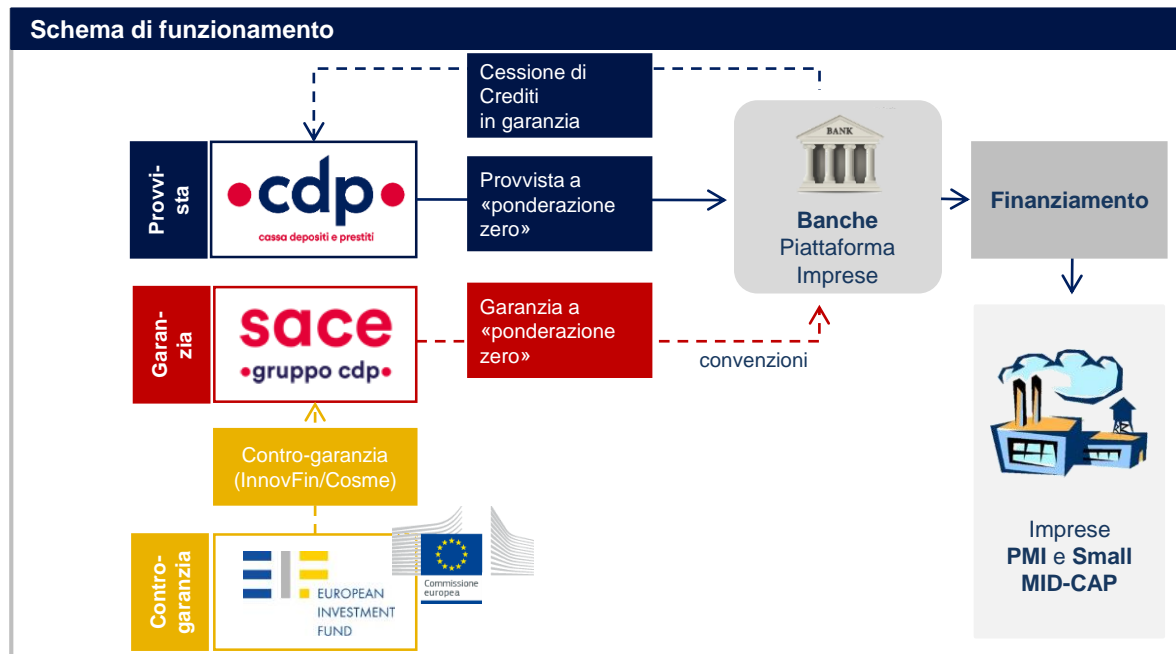 Schema di funzionamento
Cessione di
Crediti
in garanzia
BANK
Banche
Piattaforma
Imprese
Provvi-
sta
cdp
cassa depositi e prestiti
Provvista a
«ponderazione
zero»
Finanziamento
Garan-
zia
sace
gruppo cdp
Garanzia a
«ponderazione
zero»
convenzioni
Contro-garanzia
(InnovFin/Cosme)
Contro-
garanzia
EIF
EUROPEAN
INVESTMENT
FUND
Commissione
europea
Imprese
PMI e Small
MID-CAP